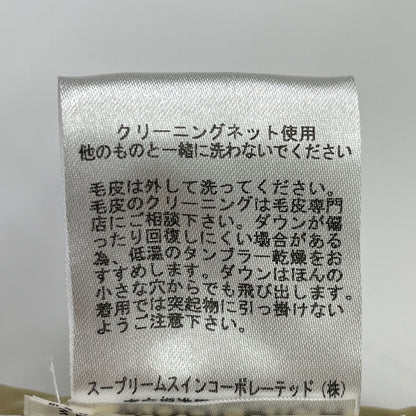 クリーニングネット使用
他のものと一緒に洗わないでください
毛皮は外して洗ってください。
毛皮のクリーニングは毛皮専門
店にご相談下さい。ダウンが偏
ったり回復しにくい場合がある
為、低温のタンブラー乾燥をお
すすめします。ダウンはほんの
小さな穴からでも飛び出します。
着用では突起物に引っ掛けない
ようご注意下さい。
スープリームスインコーポレーテッド（株）